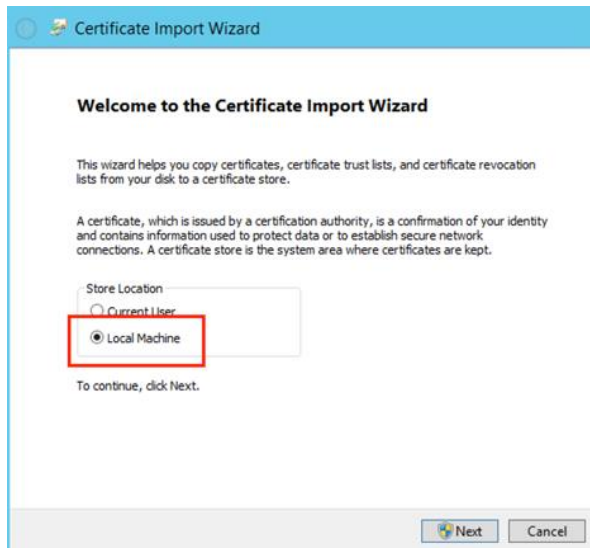 Certificate Import Wizard
Welcome to the Certificate Import Wizard
This wizard helps you copy certificates, certificate trust lists, and certificate revocation
lists from your disk to a certificate store.
A certificate, which is issued by a certification authority, is a confirmation of your identity
and contains information used to protect data or to establish secure network
connections. A certificate store is the system area where certificates are kept.
Store Location
Current User
Local Machine
To continue, click Next.
Next Cancel